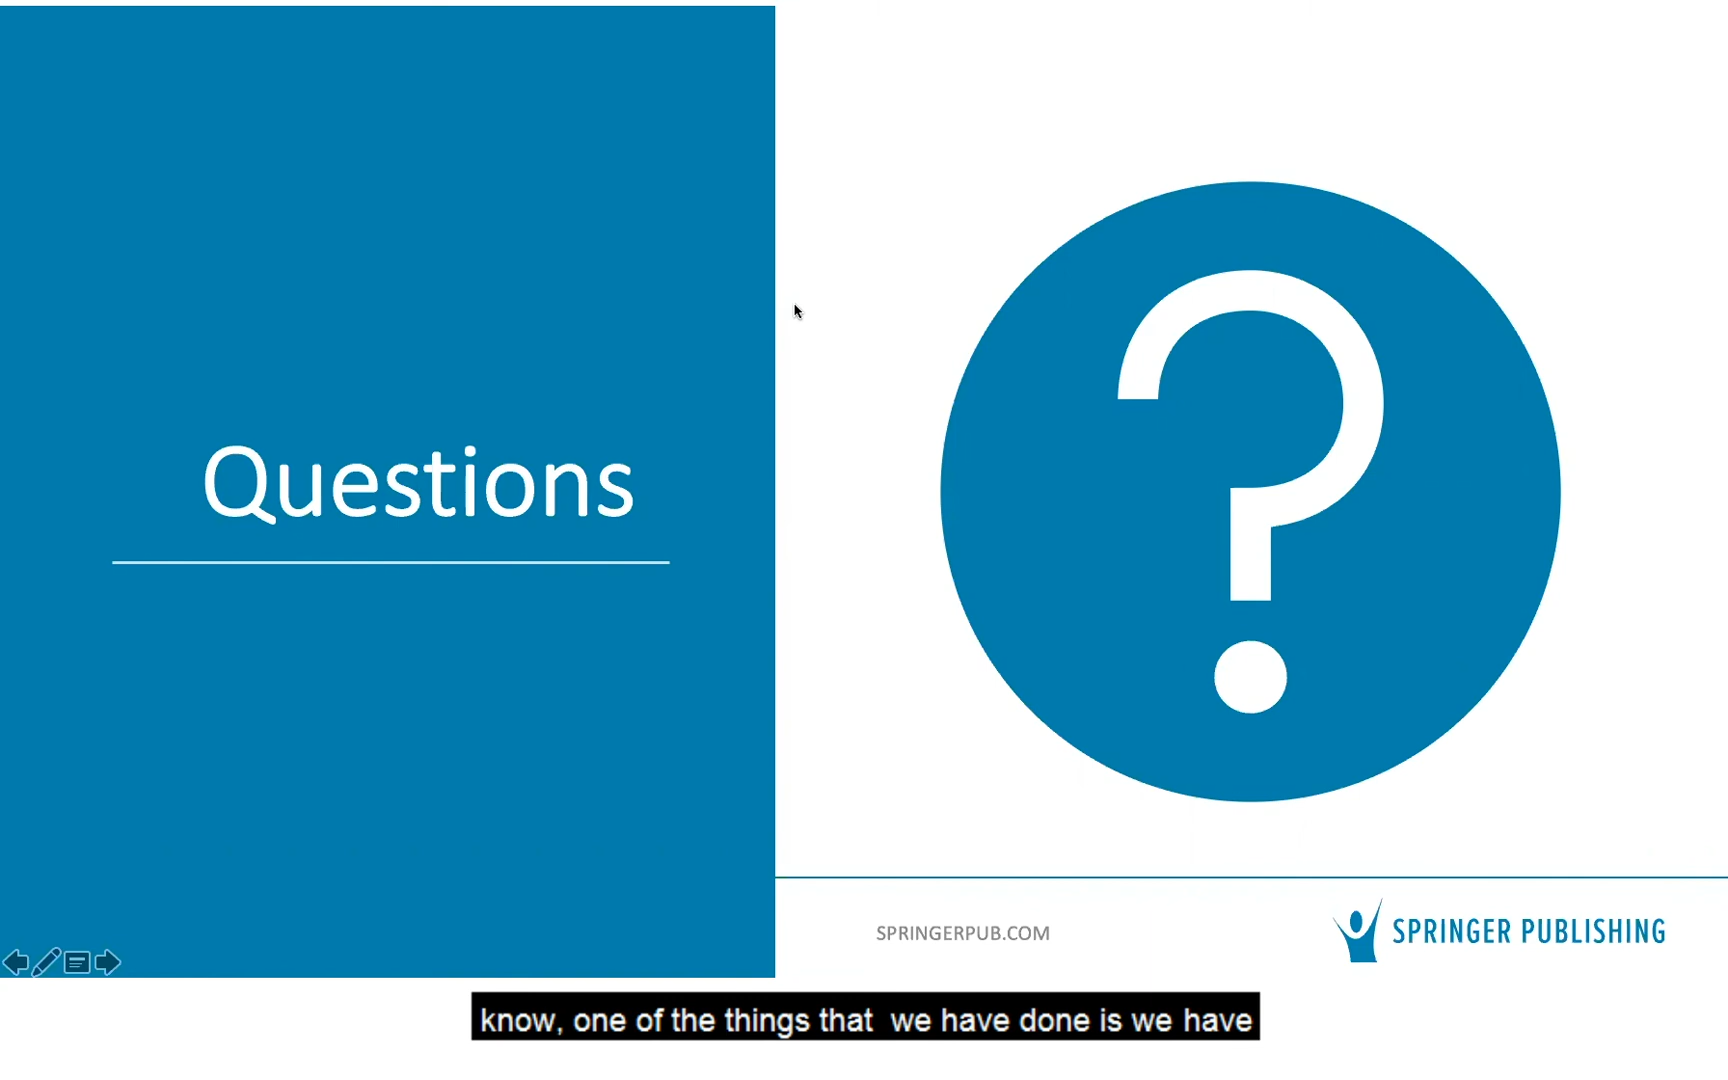 Questions
?
SPRINGERPUB.COM
SPRINGER PUBLISHING
know, one of the things that  we have done is we have